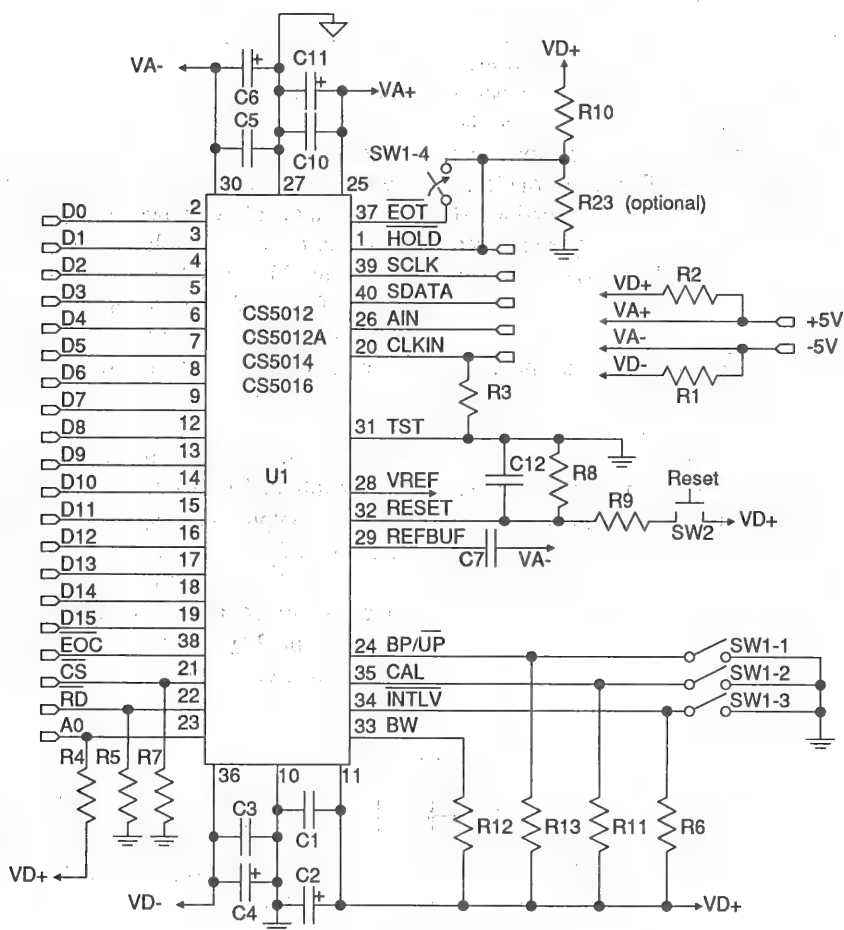 VA-
C6
C5
C11
C10
VA+
VD+
R10
SW1-4
R23 (optional)
30
27
25
D0 2
D1 3
D2 4
D3 5
D4 6
D5 7
D6 8
D7 9
D8 12
D9 13
D10 14
D11 15
D12 16
D13 17
D14 18
D15 19
EOC 38
CS 21
RD 22
A0 23
CS5012
CS5012A
CS5014
CS5016
U1
37 EOT
1 HOLD
39 SCLK
40 SDATA
26 AIN
20 CLKIN
31 TST
28 VREF
32 RESET
29 REFBUF
24 BP/UP
35 CAL
34 INTLV
33 BW
VD+ R2
VA+ +5V
VA- -5V
VD- R1
R3
C12
R8
R9
Reset
SW2
VD+
C7
VA-
SW1-1
SW1-2
SW1-3
R4
R5
R7
36
10
11
C3
C1
C4
C2
R12
R13
R11
R6
VD+
VD-
VD+